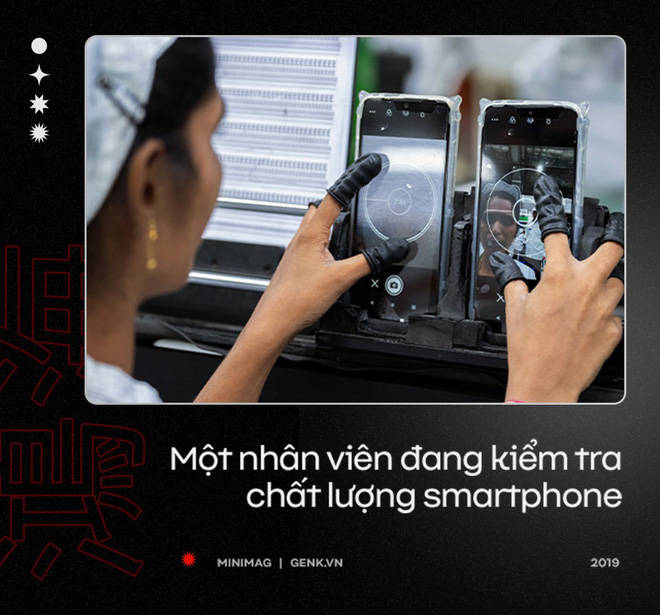 Một nhân viên đang kiểm tra
chất lượng smartphone
MINIMAG | GENK.VN
2019